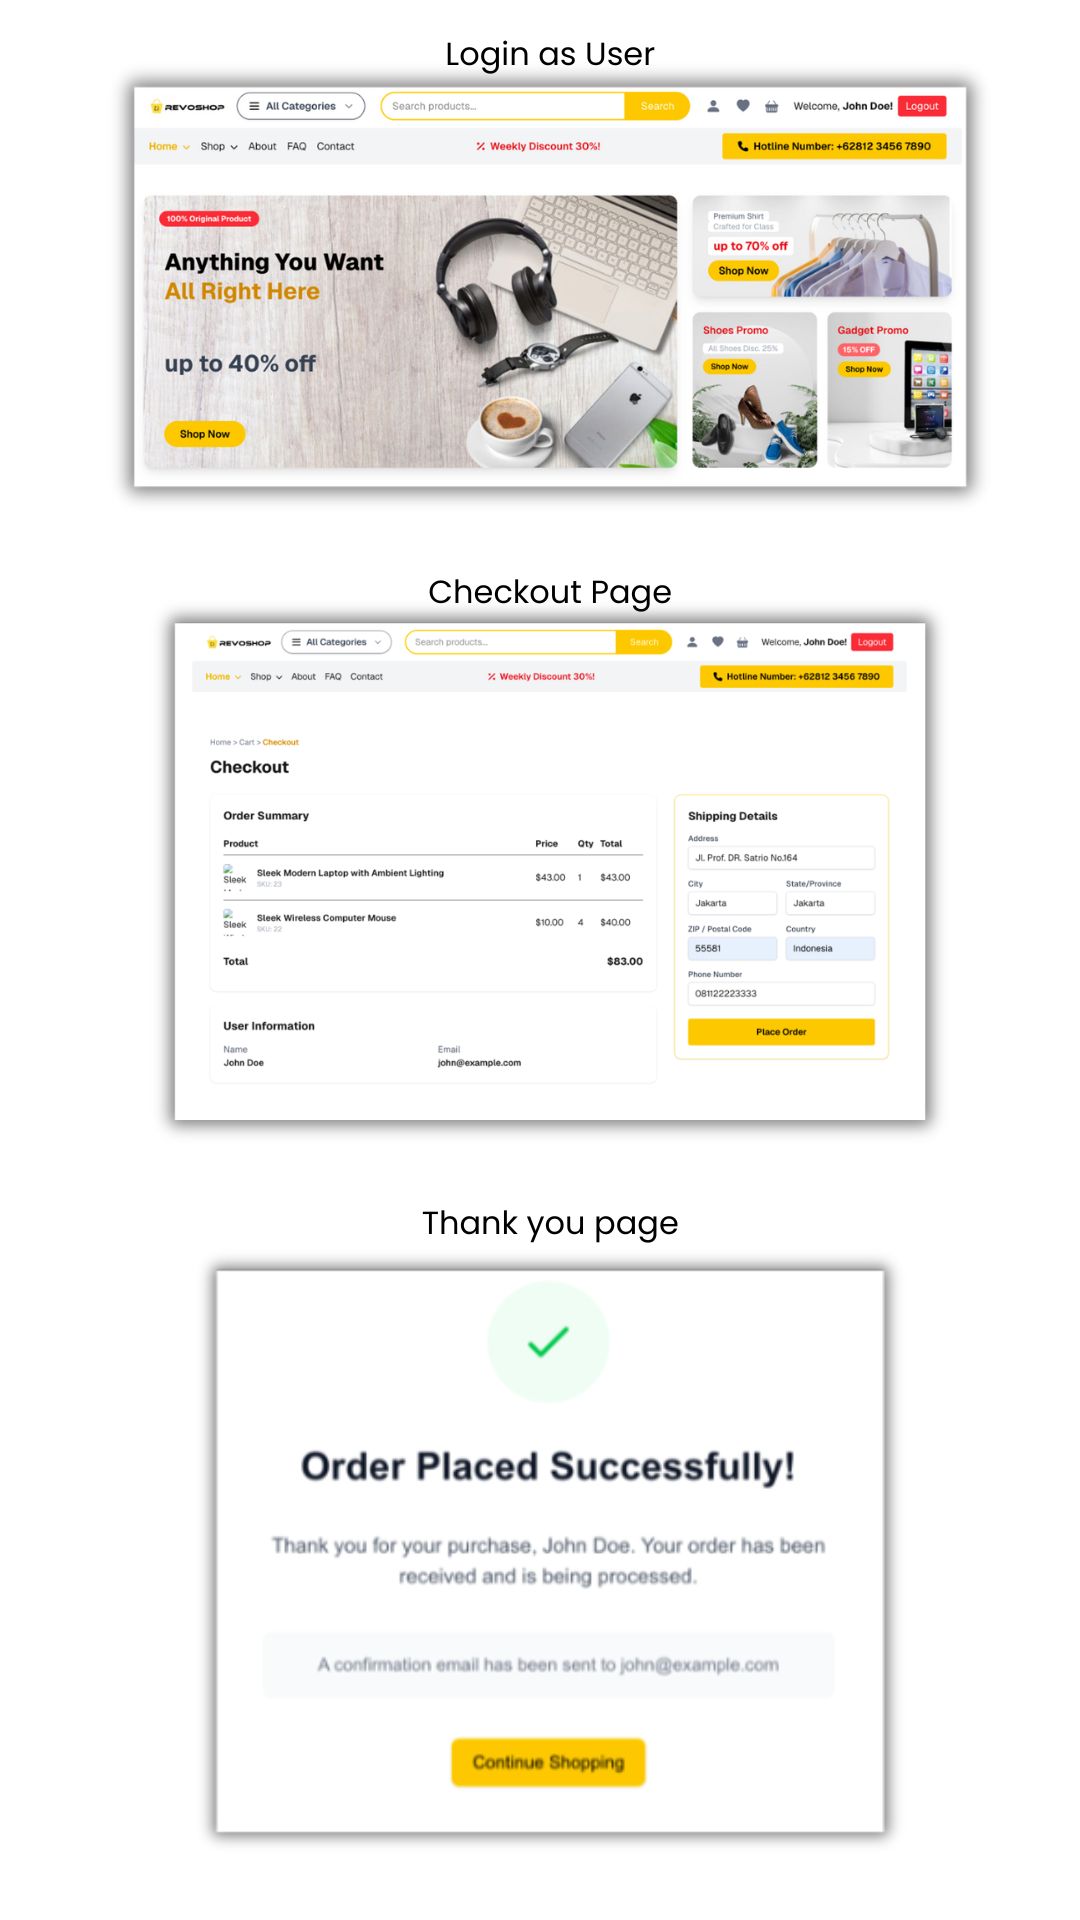 Login as User
REVOSHOP All Categories Search products... Search Welcome, John Doe! Logout
Home Shop About FAQ Contact Weekly Discount 30%! Hotline Number: +62812 3456 7890
100% Original Product
Anything You Want
All Right Here
up to 40% off
Shop Now
Premium Shirt
Crafted for Class
up to 70% off
Shop Now
Shoes Promo
All Shoes Disc. 25%
Shop Now
Gadget Promo
15% OFF
Shop Now
Checkout Page
REVOSHOP All Categories Search products... Search Welcome, John Doe! Logout
Home Shop About FAQ Contact Weekly Discount 30%! Hotline Number: +62812 3456 7890
Home > Cart > Checkout
Checkout
Order Summary
Product Price Qty Total
Sleek
Sleek Modern Laptop with Ambient Lighting $43.00 1 $43.00
SKU: 23
Sleek
Sleek Wireless Computer Mouse $10.00 4 $40.00
SKU: 22
Total $83.00
User Information
Name Email
John Doe john@example.com
Shipping Details
Address
Jl. Prof. DR. Satrio No.164
City State/Province
Jakarta Jakarta
ZIP / Postal Code Country
55581 Indonesia
Phone Number
081122223333
Place Order
Thank you page
Order Placed Successfully!
Thank you for your purchase, John Doe. Your order has been
received and is being processed.
A confirmation email has been sent to john@example.com
Continue Shopping